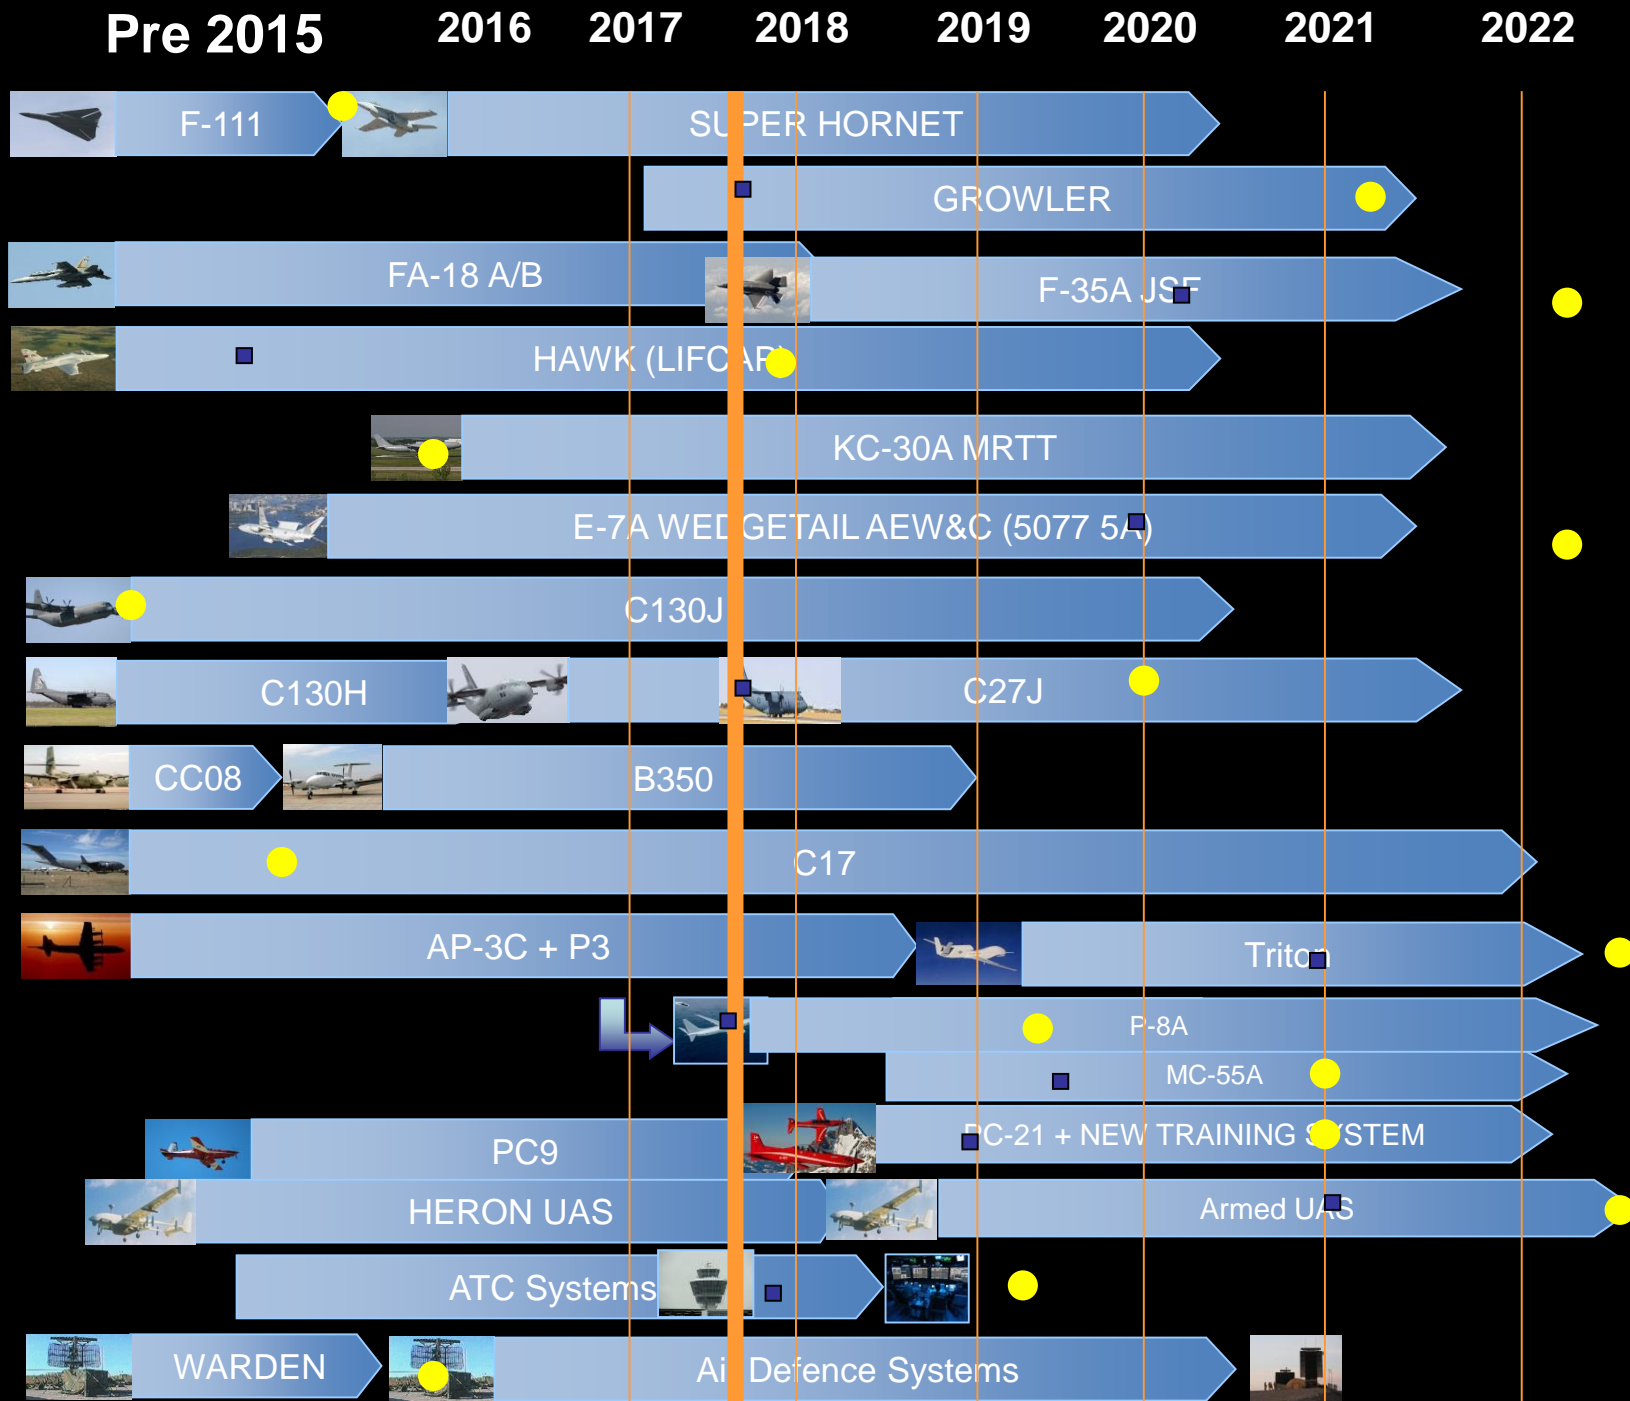 Pre 2015 2016 2017 2018 2019 2020 2021 2022
F-111 SUPER HORNET
GROWLER
FA-18 A/B F-35A JSF
HAWK (LIFCAP)
KC-30A MRTT
E-7A WEDGETAIL AEW&C (5077 5A)
C130J
C130H C27J
CC08 B350
C17
AP-3C + P3 Triton
P-8A
MC-55A
PC9 PC-21 + NEW TRAINING SYSTEM
HERON UAS Armed UAS
ATC Systems
WARDEN Air Defence Systems